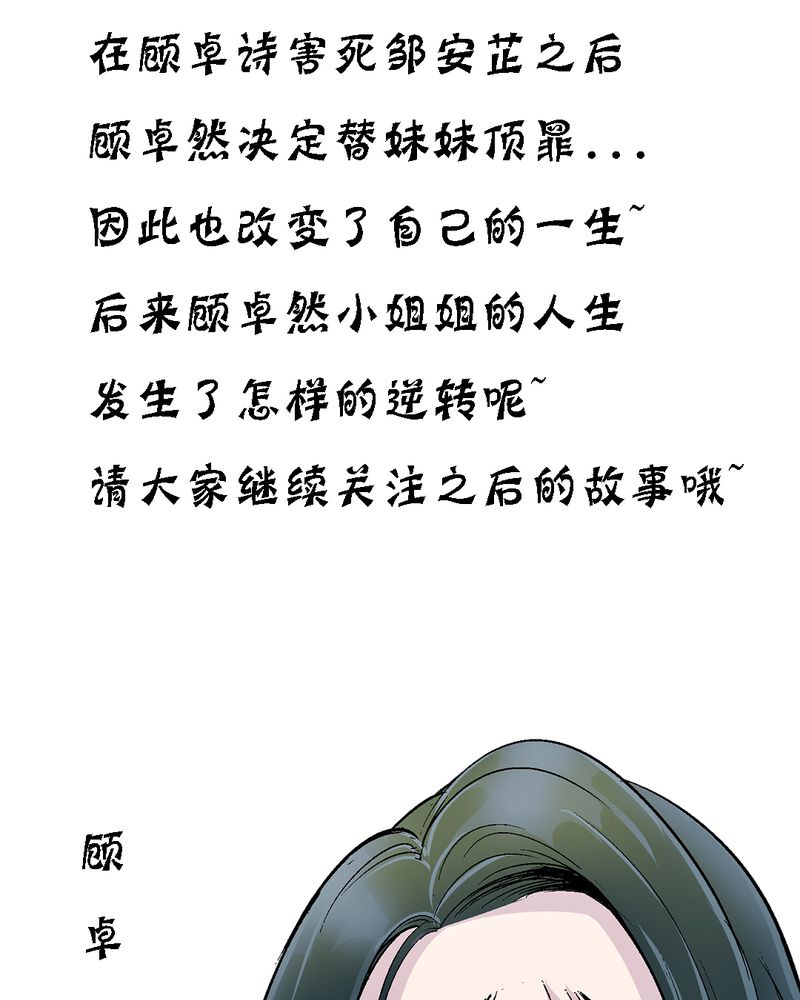 在顾卓诗害死邹安芷之后
顾卓然决定替妹妹顶罪...
因此也改变了自己的一生~
后来顾卓然小姐姐的人生
发生了怎样的逆转呢~
请大家继续关注之后的故事哦~
顾
卓